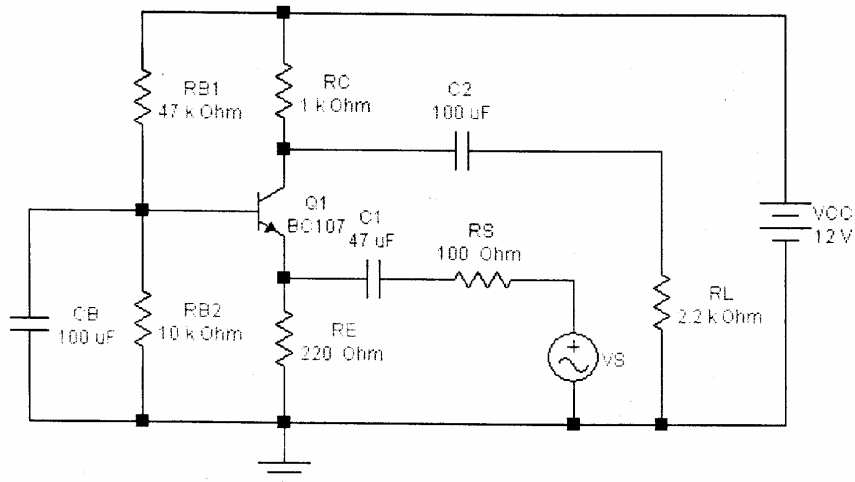 RB1
47 k Ohm
RC
1 k Ohm
C2
100 uF
Q1
BC107
C1
47 uF
RS
100 Ohm
VCC
12 V
CB
100 uF
RB2
10 k Ohm
RE
220 Ohm
VS
RL
2.2 k Ohm